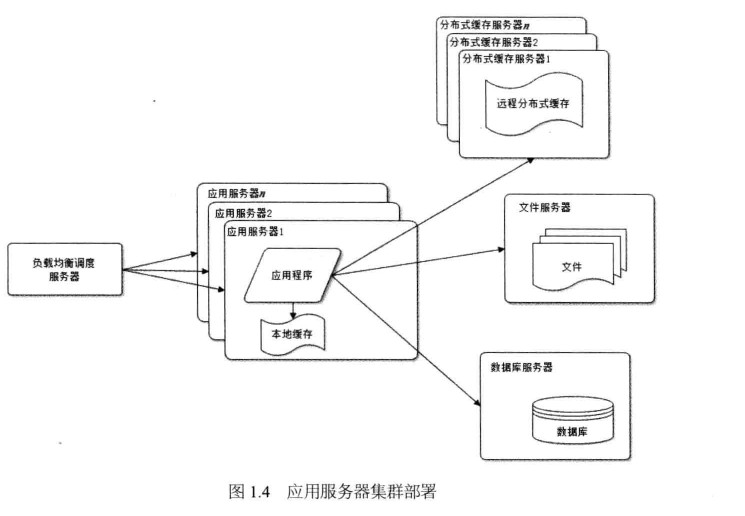 分布式缓存服务器n
分布式缓存服务器2
分布式缓存服务器1
远程分布式缓存
应用服务器n
应用服务器2
应用服务器1
应用程序
本地缓存
负载均衡调度
服务器
文件服务器
文件
数据库服务器
数据库
图 1.4 应用服务器集群部署